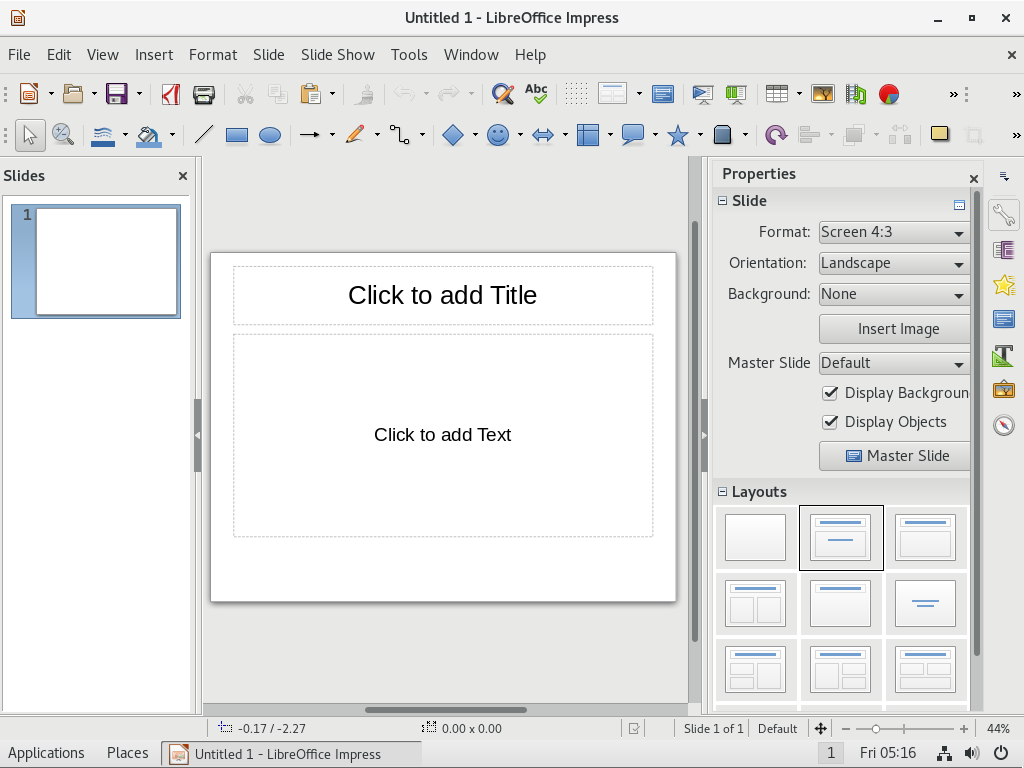 Untitled 1 - LibreOffice Impress
File Edit View Insert Format Slide Slide Show Tools Window Help
Abc
Slides
1
Click to add Title
Click to add Text
Properties
Slide
Format: Screen 4:3
Orientation: Landscape
Background: None
Insert Image
Master Slide Default
Display Backgroun
Display Objects
Master Slide
Layouts
-0.17 / -2.27 0.00 x 0.00 Slide 1 of 1 Default 44%
Applications Places Untitled 1 - LibreOffice Impress 1 Fri 05:16